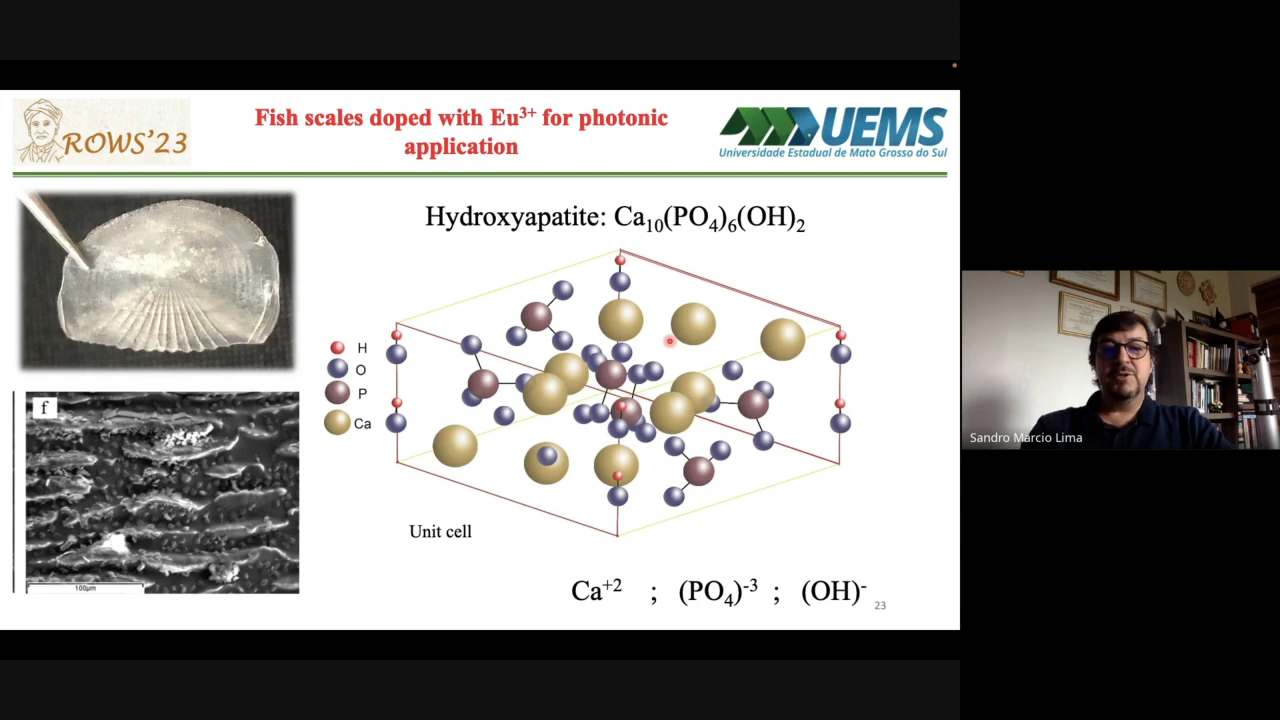 ROWS'23
Fish scales doped with Eu³⁺ for photonic
application
UEMS
Universidade Estadual de Mato Grosso do Sul
Hydroxyapatite: Ca₁₀(PO₄)₆(OH)₂
H
O
P
Ca
f
100µm
Unit cell
Ca⁺² ; (PO₄)⁻³ ; (OH)⁻
23
Sandro Marcio Lima